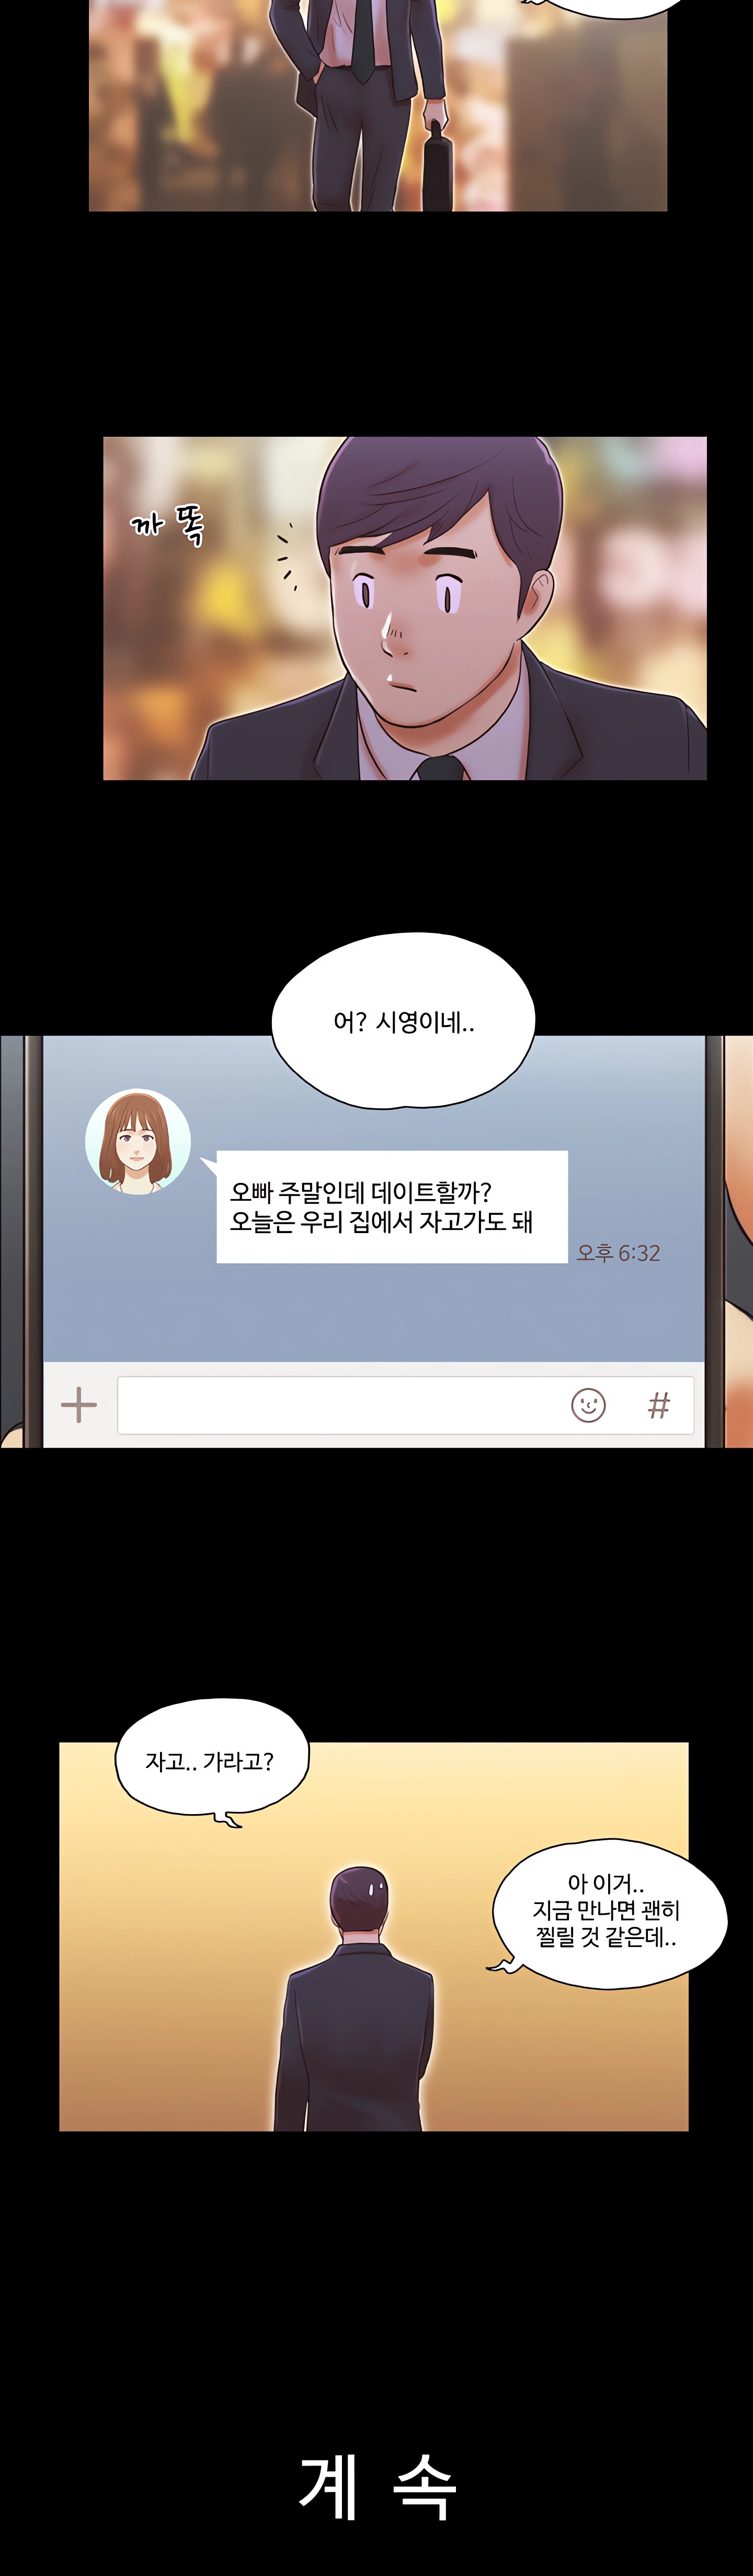 까 똑
어? 시영이네..
오빠 주말인데 데이트할까?
오늘은 우리 집에서 자고가도 돼
오후 6:32
#
자고.. 가라고?
아 이거..
지금 만나면 괜히
찔릴 것 같은데..
계 속